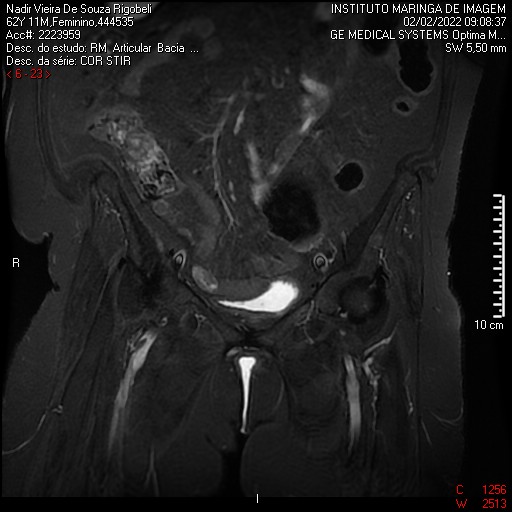 Nadir Vieira De Souza Rigobeli
62Y 11M,Feminino,444535
Acc#: 2223959
Desc. do estudo: RM Articular Bacia ...
Desc. da série: COR STIR
< 6 - 23 >
INSTITUTO MARINGA DE IMAGEM
02/02/2022 09:08:37
GE MEDICAL SYSTEMS Optima M...
SW 5,50 mm
R
10 cm
C 1256
W 2513